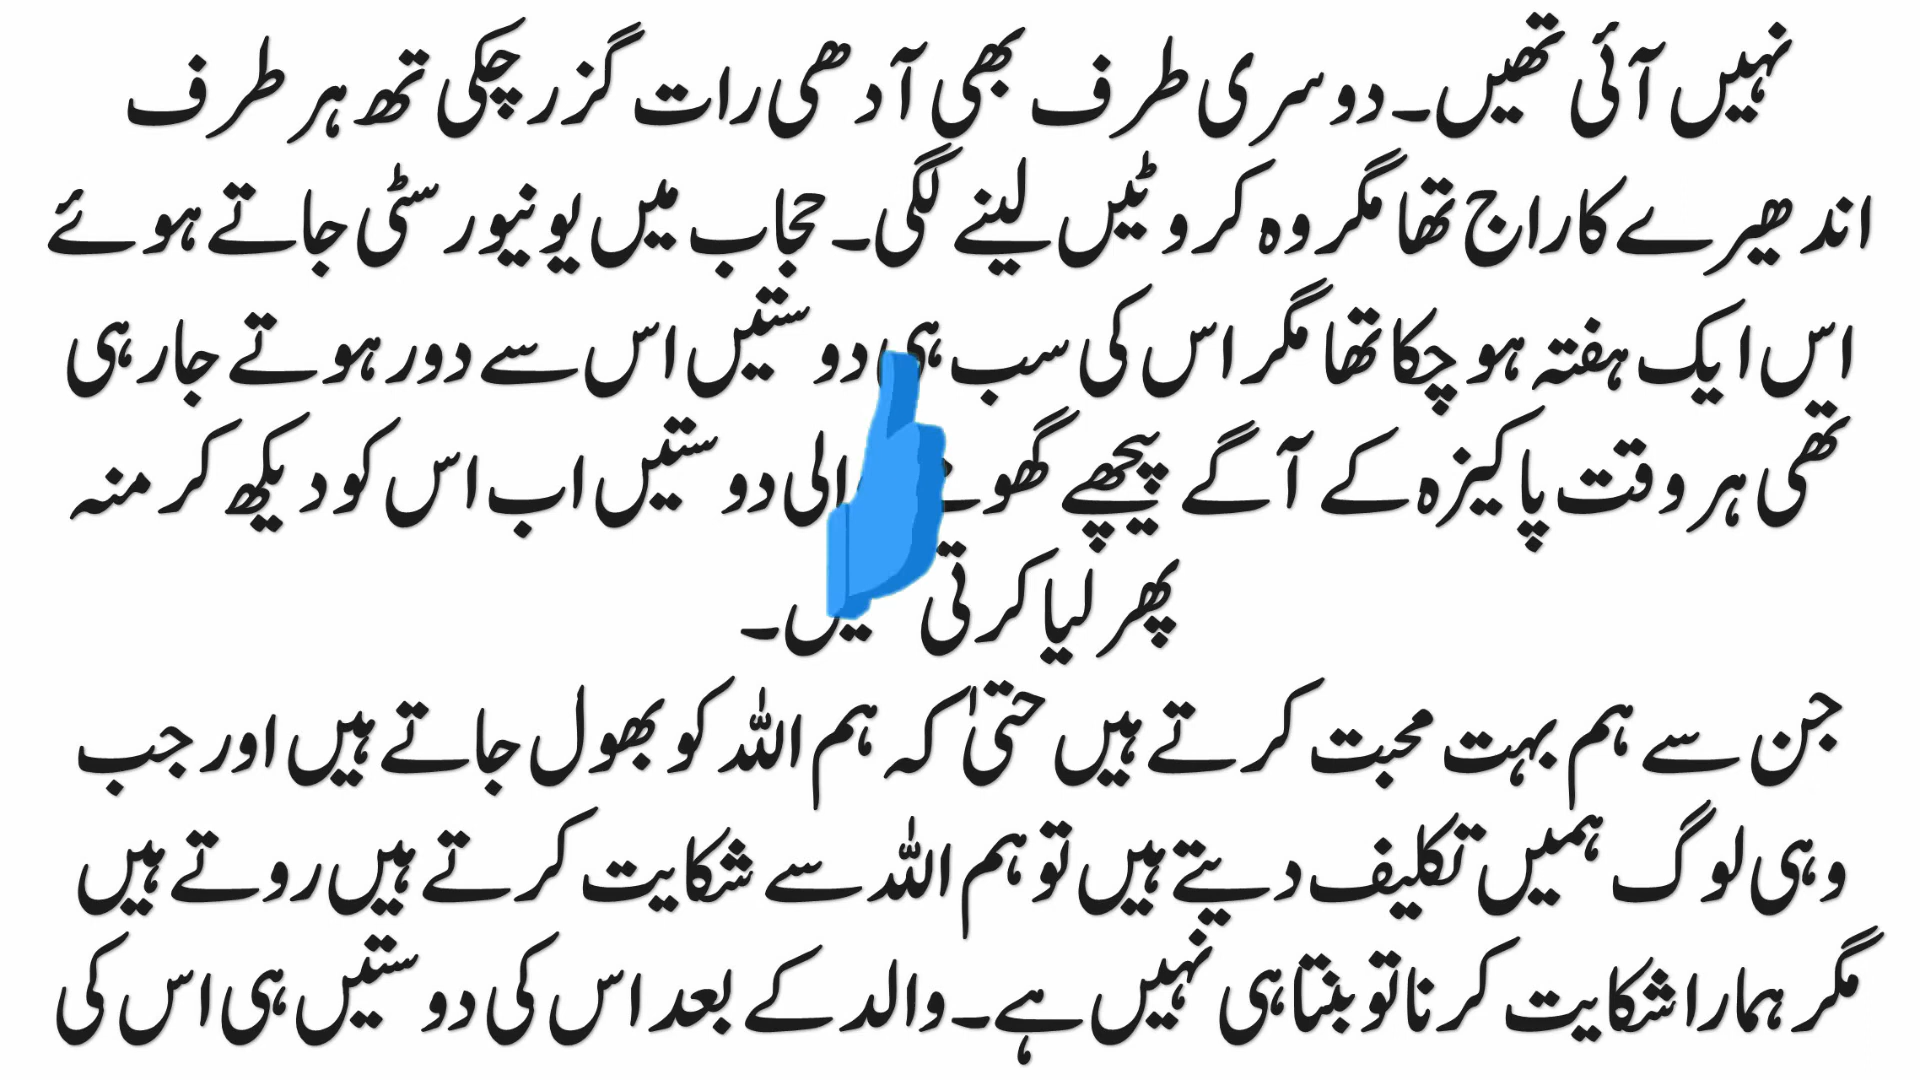 نہیں آئی تھیں۔ دوسری طرف بھی آدھی رات گزر چکی تھ ہر طرف
اندھیرے کا راج تھا مگر وہ کروٹیں لینے لگی۔ حجاب میں یونیورسٹی جاتے ہوئے
اس ایک ہفتہ ہو چکا تھا مگر اس کی سب ہی دوستیں اس سے دور ہوتے جا رہی
تھی ہر وقت پاکیزہ کے آگے پیچھے دوستیں اب اس کو دیکھ کر منہ
پھر لیا کرتی ۔
جن سے ہم بہت محبت کرتے ہیں حتیٰ کہ ہم اللہ کو بھول جاتے ہیں اور جب
وہی لوگ ہمیں تکلیف دیتے ہیں تو ہم اللہ سے شکایت کرتے ہیں روتے ہیں
مگر ہمارا شکایت کرنا تو بنتا ہی نہیں ہے۔ والد کے بعد اس کی دوستیں ہی اس کی